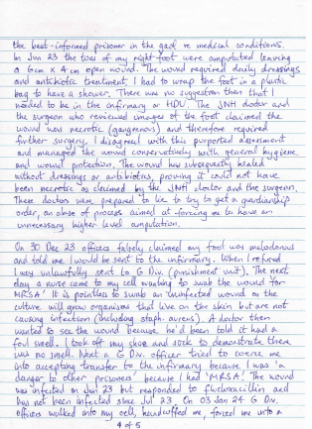 the best-informed prisoner in the gaol re medical conditions.
In Jun 23 the toes of my right foot were amputated leaving
a 6cm x 4cm open wound. The wound required daily dressings
and antibiotic treatment. I had to wrap the foot in a plastic
bag to have a shower. There was no suggestion then that I
needed to be in the infirmary or HDU. The JNH doctor and
the surgeon who reviewed images of the foot claimed the
wound was necrotic (gangrenous) and therefore required
further surgery. I disagreed with this purported assessment
and managed the wound conservatively with general hygiene
and wound protection. The wound has subsequently healed
without dressings or antibiotics, proving it could not have
been necrotic as claimed by the JNH doctor and the surgeon.
These doctors were prepared to lie to try to get a guardianship
order, an abuse of process aimed at forcing me to have an
unnecessary higher level amputation.
On 30 Dec 23 officers falsely claimed my foot was malodorous
and told me I would be sent to the infirmary. When I refused
I was unlawfully sent to G Div. (punishment unit). The next
day a nurse came to my cell wanting to swab the wound for
'MRSA'. It is pointless to swab an uninfected wound as the
culture will grow organisms that live on the skin but are not
causing infection (including staph. aureus). A doctor then
wanted to see the wound because he'd been told it had a
foul smell. I took off my shoe and sock to demonstrate there
was no smell. Next a G Div. officer tried to coerce me
into accepting transfer to the infirmary because I was 'a
danger to other prisoners' because I had 'MRSA'. The wound
was infected in Jun 23 but responded to flucloxacillin and
has not been infected since Jul 23. On 03 Jan 24 G Div.
officers walked into my cell, handcuffed me, forced me into a
4 of 5